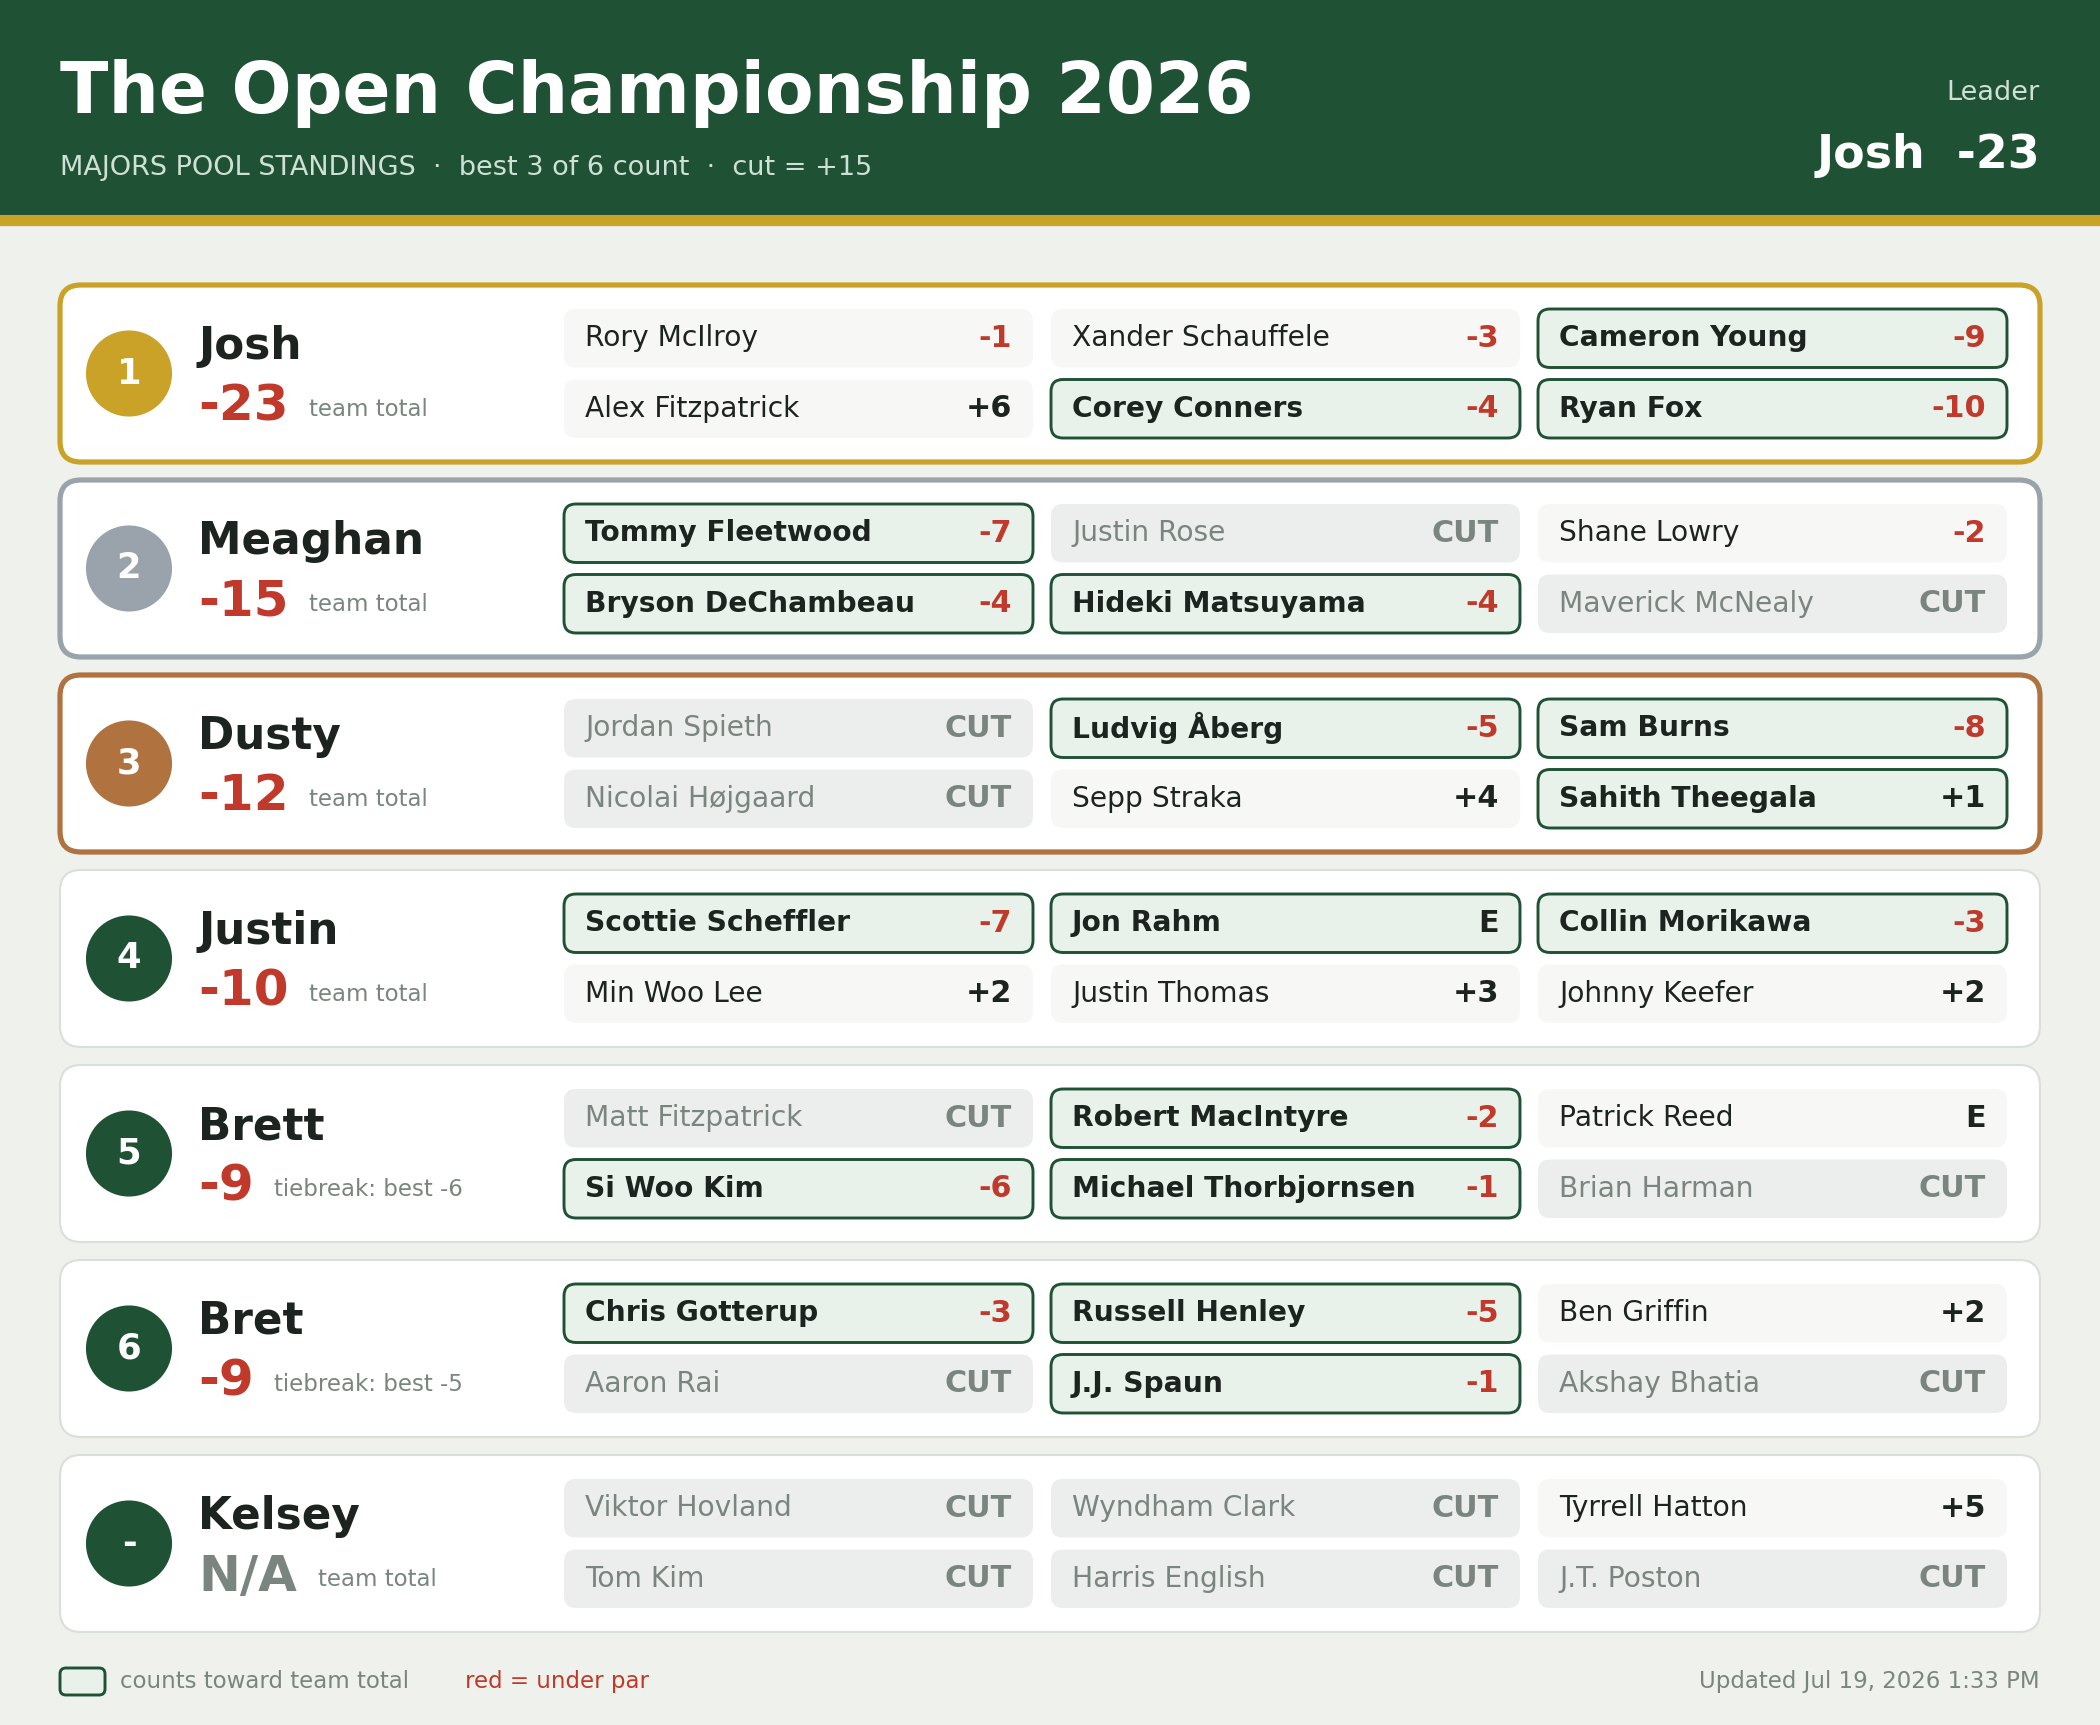 The Open Championship 2026
MAJORS POOL STANDINGS · best 3 of 6 count · cut = +15
Leader
Josh -23
1
Josh
-23 team total
Rory McIlroy -1
Xander Schauffele -3
Cameron Young -9
Alex Fitzpatrick +6
Corey Conners -4
Ryan Fox -10
2
Meaghan
-15 team total
Tommy Fleetwood -7
Justin Rose CUT
Shane Lowry -2
Bryson DeChambeau -4
Hideki Matsuyama -4
Maverick McNealy CUT
3
Dusty
-12 team total
Jordan Spieth CUT
Ludvig Åberg -5
Sam Burns -8
Nicolai Højgaard CUT
Sepp Straka +4
Sahith Theegala +1
4
Justin
-10 team total
Scottie Scheffler -7
Jon Rahm E
Collin Morikawa -3
Min Woo Lee +2
Justin Thomas +3
Johnny Keefer +2
5
Brett
-9 tiebreak: best -6
Matt Fitzpatrick CUT
Robert MacIntyre -2
Patrick Reed E
Si Woo Kim -6
Michael Thorbjornsen -1
Brian Harman CUT
6
Bret
-9 tiebreak: best -5
Chris Gotterup -3
Russell Henley -5
Ben Griffin +2
Aaron Rai CUT
J.J. Spaun -1
Akshay Bhatia CUT
-
Kelsey
N/A team total
Viktor Hovland CUT
Wyndham Clark CUT
Tyrrell Hatton +5
Tom Kim CUT
Harris English CUT
J.T. Poston CUT
counts toward team total red = under par
Updated Jul 19, 2026 1:33 PM